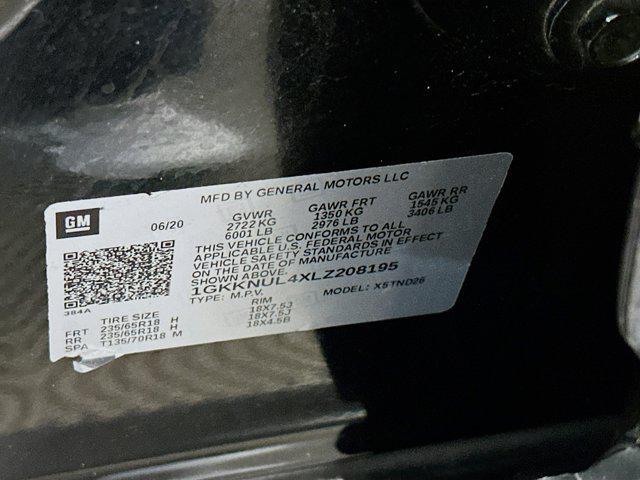 MFD BY GENERAL MOTORS LLC
GM
06/20
GVWR GAWR FRT GAWR RR
2722 KG 1350 KG 1545 KG
6001 LB 2976 LB 3406 LB
THIS VEHICLE CONFORMS TO ALL
APPLICABLE U.S. FEDERAL MOTOR
VEHICLE SAFETY STANDARDS IN EFFECT
ON THE DATE OF MANUFACTURE
SHOWN ABOVE.
1GKKNUL4XLZ208195
TYPE: M.P.V. MODEL: X5TND26
384A
TIRE SIZE RIM
FRT 235/65R18 H 18X7.5J
RR 235/65R18 H 18X7.5J
SPA T135/70R18 M 18X4.5B